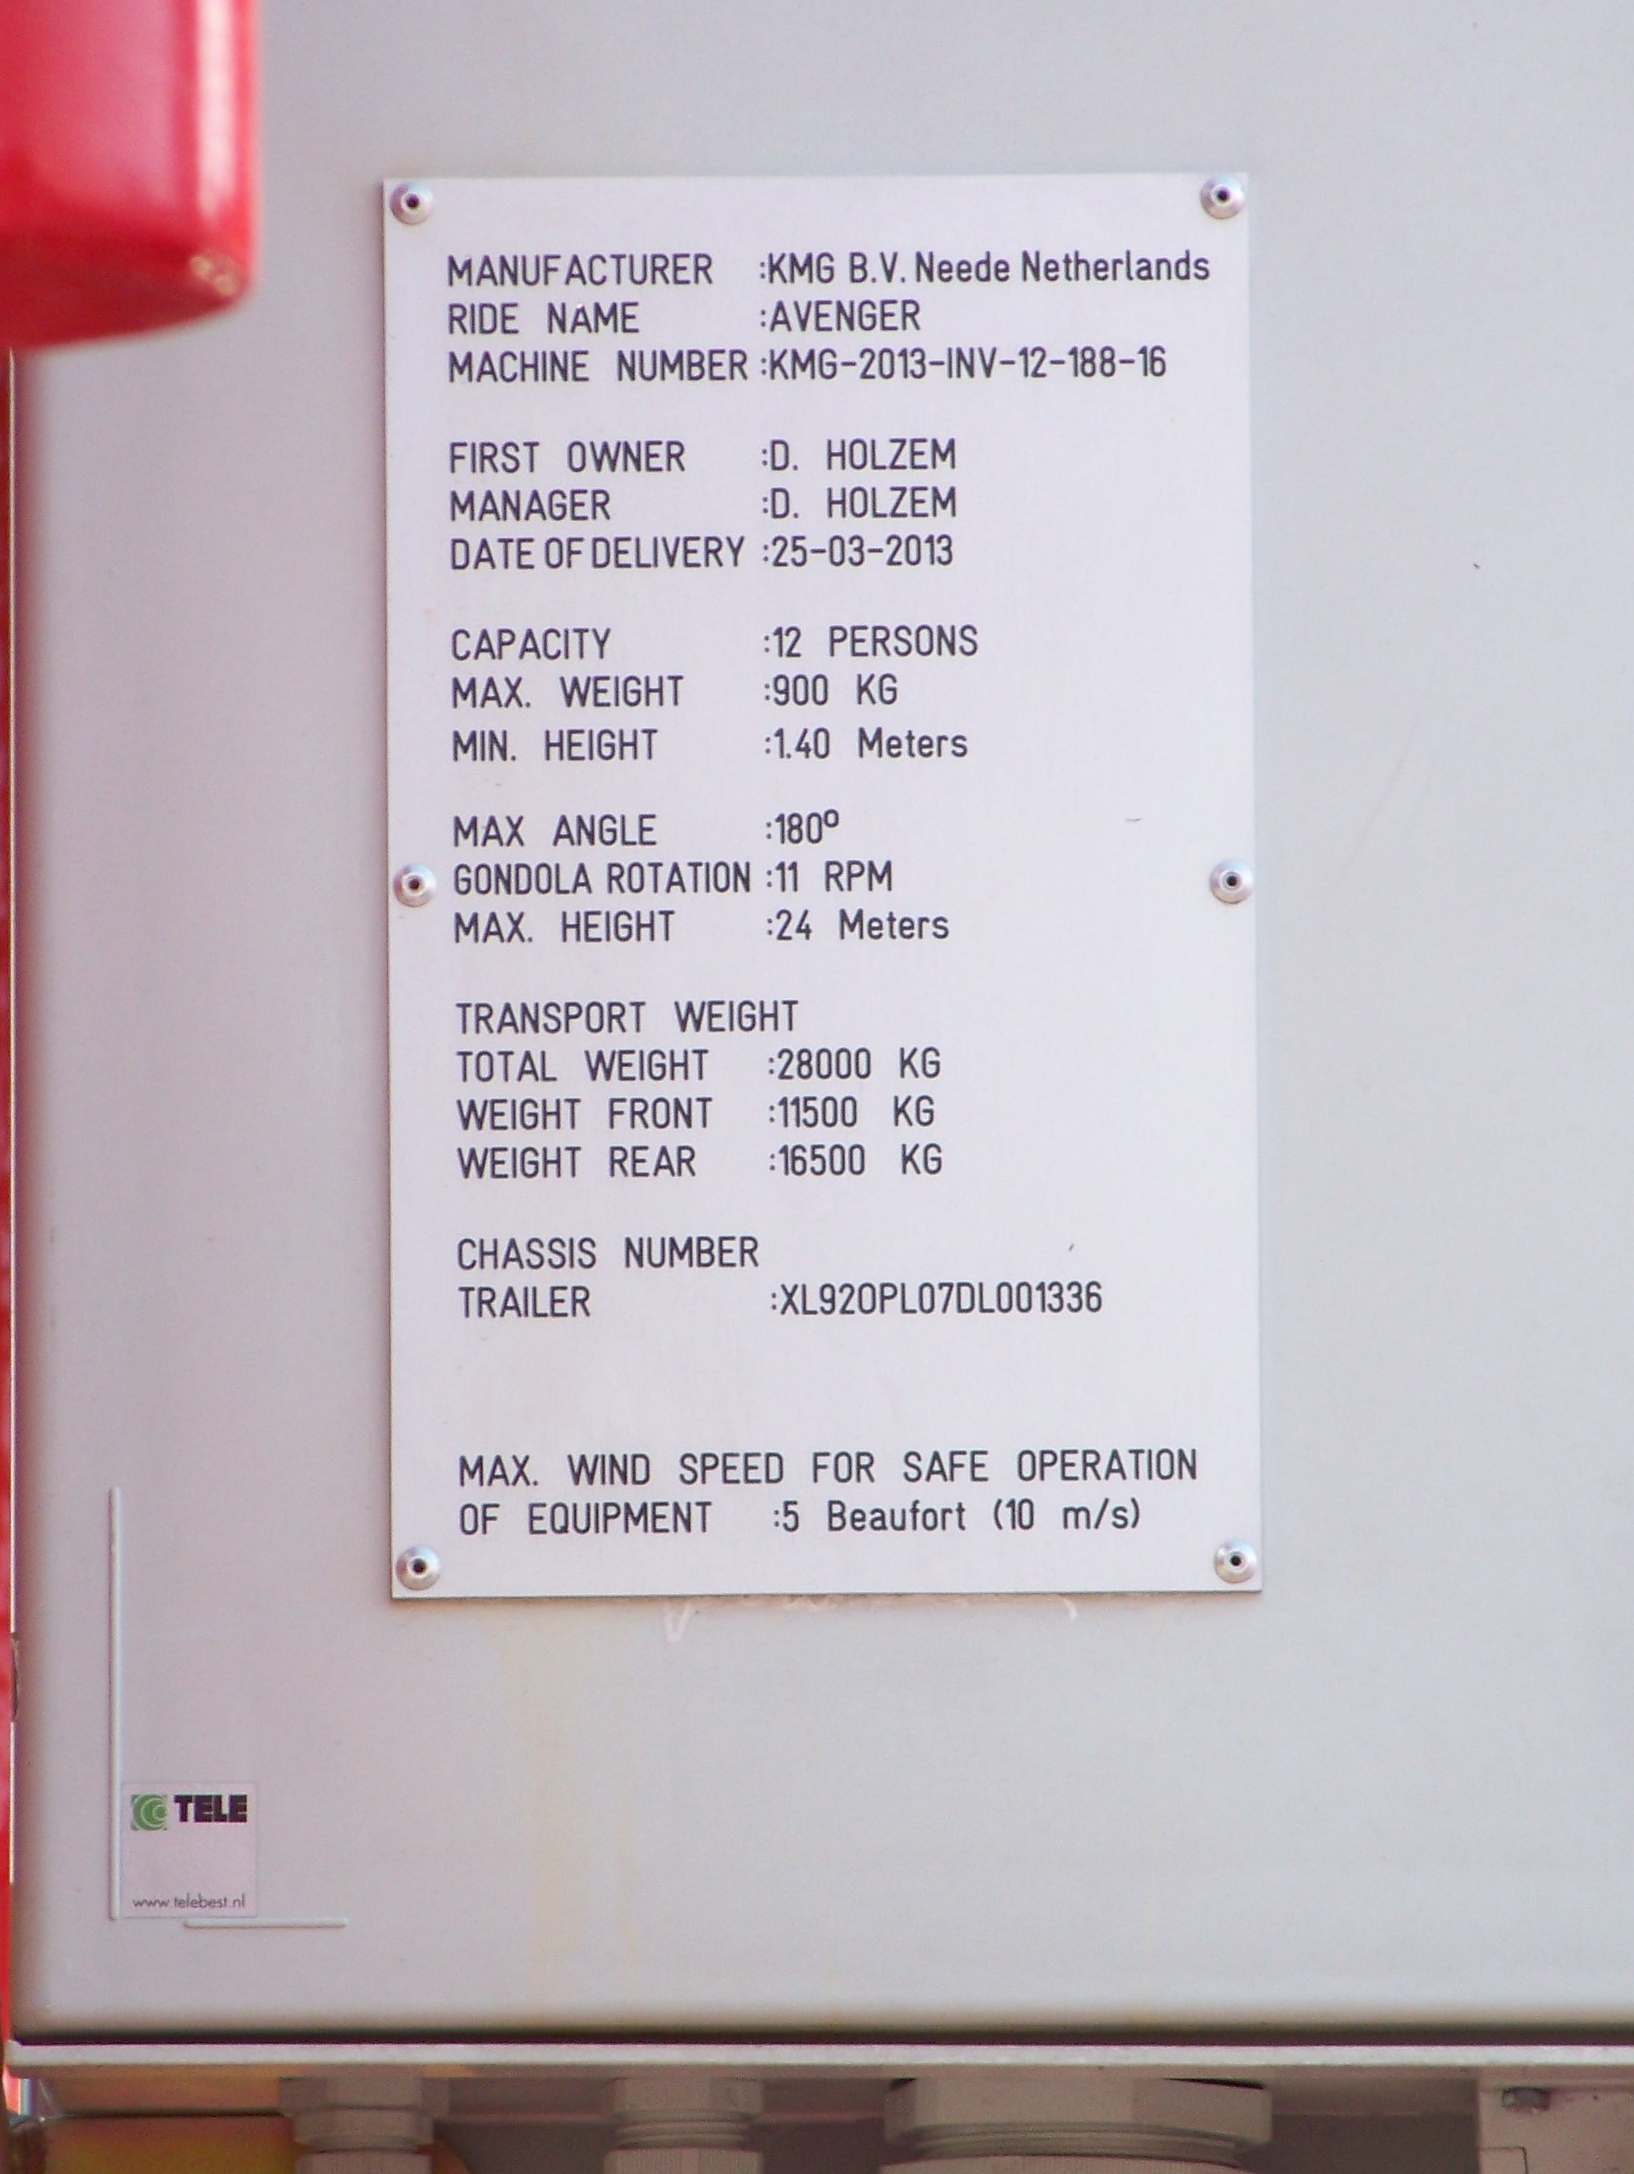 MANUFACTURER :KMG B.V. Neede Netherlands
RIDE NAME :AVENGER
MACHINE NUMBER :KMG-2013-INV-12-188-16
FIRST OWNER :D. HOLZEM
MANAGER :D. HOLZEM
DATE OF DELIVERY :25-03-2013
CAPACITY :12 PERSONS
MAX. WEIGHT :900 KG
MIN. HEIGHT :1.40 Meters
MAX ANGLE :180º
GONDOLA ROTATION :11 RPM
MAX. HEIGHT :24 Meters
TRANSPORT WEIGHT
TOTAL WEIGHT :28000 KG
WEIGHT FRONT :11500 KG
WEIGHT REAR :16500 KG
CHASSIS NUMBER
TRAILER :XL920PL07DL001336
MAX. WIND SPEED FOR SAFE OPERATION
OF EQUIPMENT :5 Beaufort (10 m/s)
TELE
www.telebest.nl